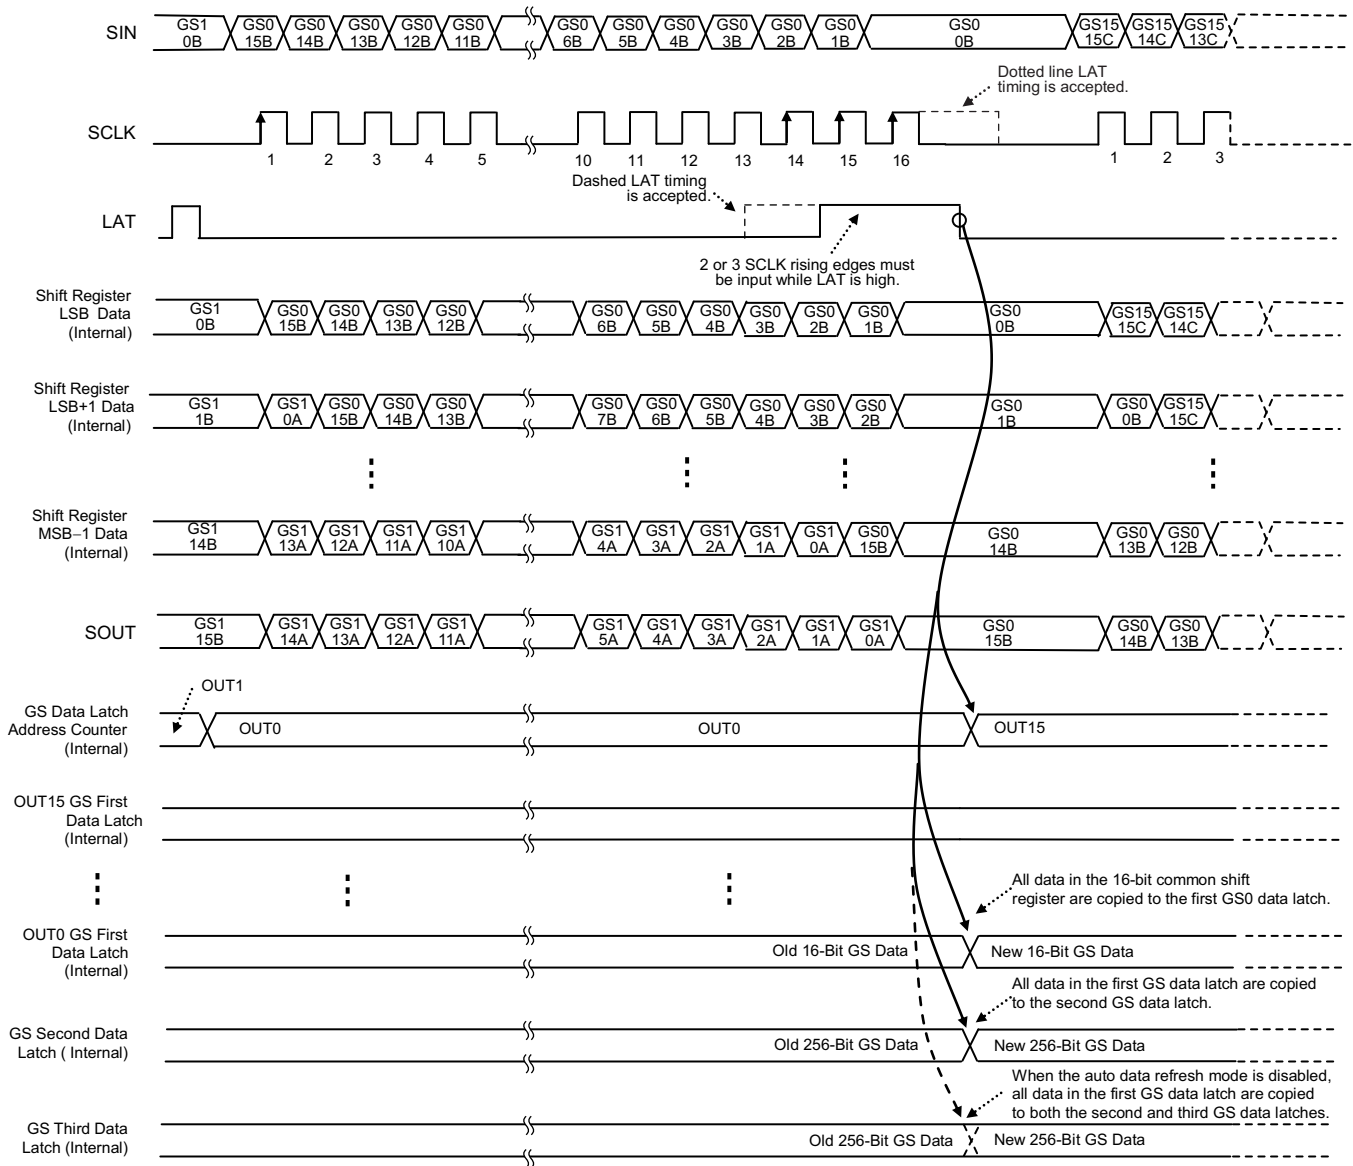 SIN
GS1 GS0 GS0 GS0 GS0 GS0 GS0 GS0 GS0 GS0 GS0 GS0 GS0 GS15 GS15 GS15
0B 15B 14B 13B 12B 11B 6B 5B 4B 3B 2B 1B 0B 15C 14C 13C
Dotted line LAT
timing is accepted.
SCLK
1 2 3 4 5 10 11 12 13 14 15 16 1 2 3
Dashed LAT timing
is accepted.
LAT
2 or 3 SCLK rising edges must
be input while LAT is high.
Shift Register
LSB Data
(Internal)
GS1 GS0 GS0 GS0 GS0 GS0 GS0 GS0 GS0 GS0 GS0 GS0 GS15 GS15
0B 15B 14B 13B 12B 6B 5B 4B 3B 2B 1B 0B 15C 14C
Shift Register
LSB+1 Data
(Internal)
GS1 GS1 GS0 GS0 GS0 GS0 GS0 GS0 GS0 GS0 GS0 GS0 GS0 GS15
1B 0A 15B 14B 13B 7B 6B 5B 4B 3B 2B 1B 0B 15C
Shift Register
MSB−1 Data
(Internal)
GS1 GS1 GS1 GS1 GS1 GS1 GS1 GS1 GS1 GS1 GS0 GS0 GS0 GS0
14B 13A 12A 11A 10A 4A 3A 2A 1A 0A 15B 14B 13B 12B
SOUT
GS1 GS1 GS1 GS1 GS1 GS1 GS1 GS1 GS1 GS1 GS1 GS0 GS0 GS0
15B 14A 13A 12A 11A 5A 4A 3A 2A 1A 0A 15B 14B 13B
OUT1
GS Data Latch
Address Counter
(Internal)
OUT0 OUT0 OUT15
OUT15 GS First
Data Latch
(Internal)
All data in the 16-bit common shift
register are copied to the first GS0 data latch.
OUT0 GS First
Data Latch
(Internal)
Old 16-Bit GS Data New 16-Bit GS Data
All data in the first GS data latch are copied
to the second GS data latch.
GS Second Data
Latch ( Internal)
Old 256-Bit GS Data New 256-Bit GS Data
When the auto data refresh mode is disabled,
all data in the first GS data latch are copied
to both the second and third GS data latches.
GS Third Data
Latch (Internal)
Old 256-Bit GS Data New 256-Bit GS Data